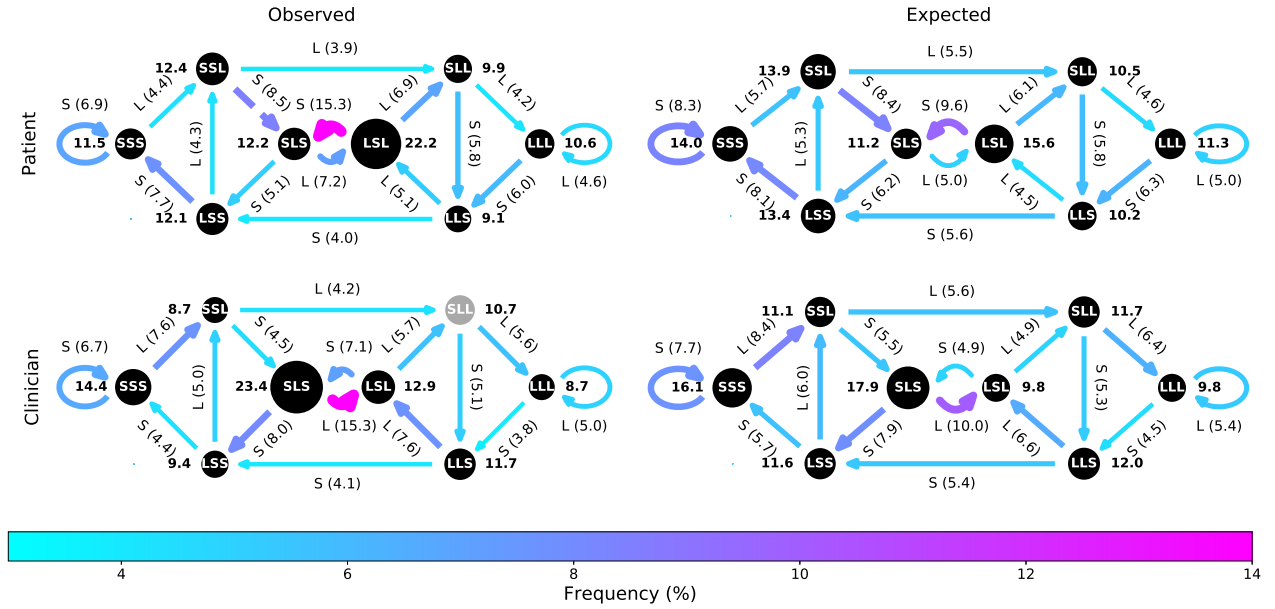 Observed
Expected
Patient
L (3.9)
12.4 SSL
SLL 9.9
L (4.4)
S (8.5)
L (6.9)
L (4.2)
S (6.9)
S (15.3)
11.5 SSS
L (4.3)
12.2 SLS
LSL 22.2
S (5.8)
LLL 10.6
L (7.2)
L (4.6)
S (7.7)
S (5.1)
L (5.1)
S (6.0)
12.1 LSS
LLS 9.1
S (4.0)
L (5.5)
13.9 SSL
SLL 10.5
L (5.7)
S (8.4)
L (6.1)
L (4.6)
S (8.3)
S (9.6)
14.0 SSS
L (5.3)
11.2 SLS
LSL 15.6
S (5.8)
LLL 11.3
L (5.0)
L (5.0)
S (8.1)
S (6.2)
L (4.5)
S (6.3)
13.4 LSS
LLS 10.2
S (5.6)
Clinician
L (4.2)
8.7 SSL
SLL 10.7
L (7.6)
S (4.5)
L (5.7)
L (5.6)
S (6.7)
S (7.1)
14.4 SSS
L (5.0)
23.4 SLS
LSL 12.9
S (5.1)
LLL 8.7
L (15.3)
L (5.0)
S (4.4)
S (8.0)
L (7.6)
S (3.8)
9.4 LSS
LLS 11.7
S (4.1)
L (5.6)
11.1 SSL
SLL 11.7
L (8.4)
S (5.5)
L (4.9)
L (6.4)
S (7.7)
S (4.9)
16.1 SSS
L (6.0)
17.9 SLS
LSL 9.8
S (5.3)
LLL 9.8
L (10.0)
L (5.4)
S (5.7)
S (7.9)
L (6.6)
S (4.5)
11.6 LSS
LLS 12.0
S (5.4)
4 6 8 10 12 14
Frequency (%)